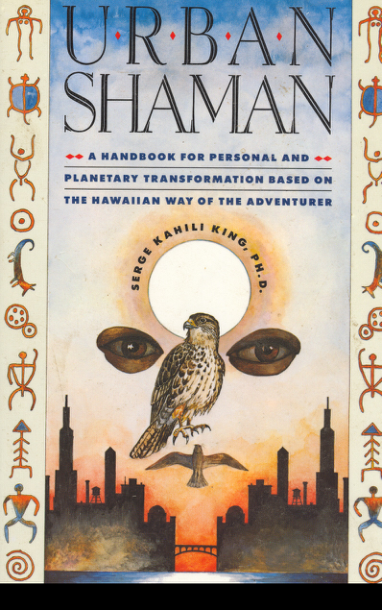 URBAN
SHAMAN
A HANDBOOK FOR PERSONAL AND
PLANETARY TRANSFORMATION BASED ON
THE HAWAIIAN WAY OF THE ADVENTURER
SERGE KAHILI KING, PH.D.